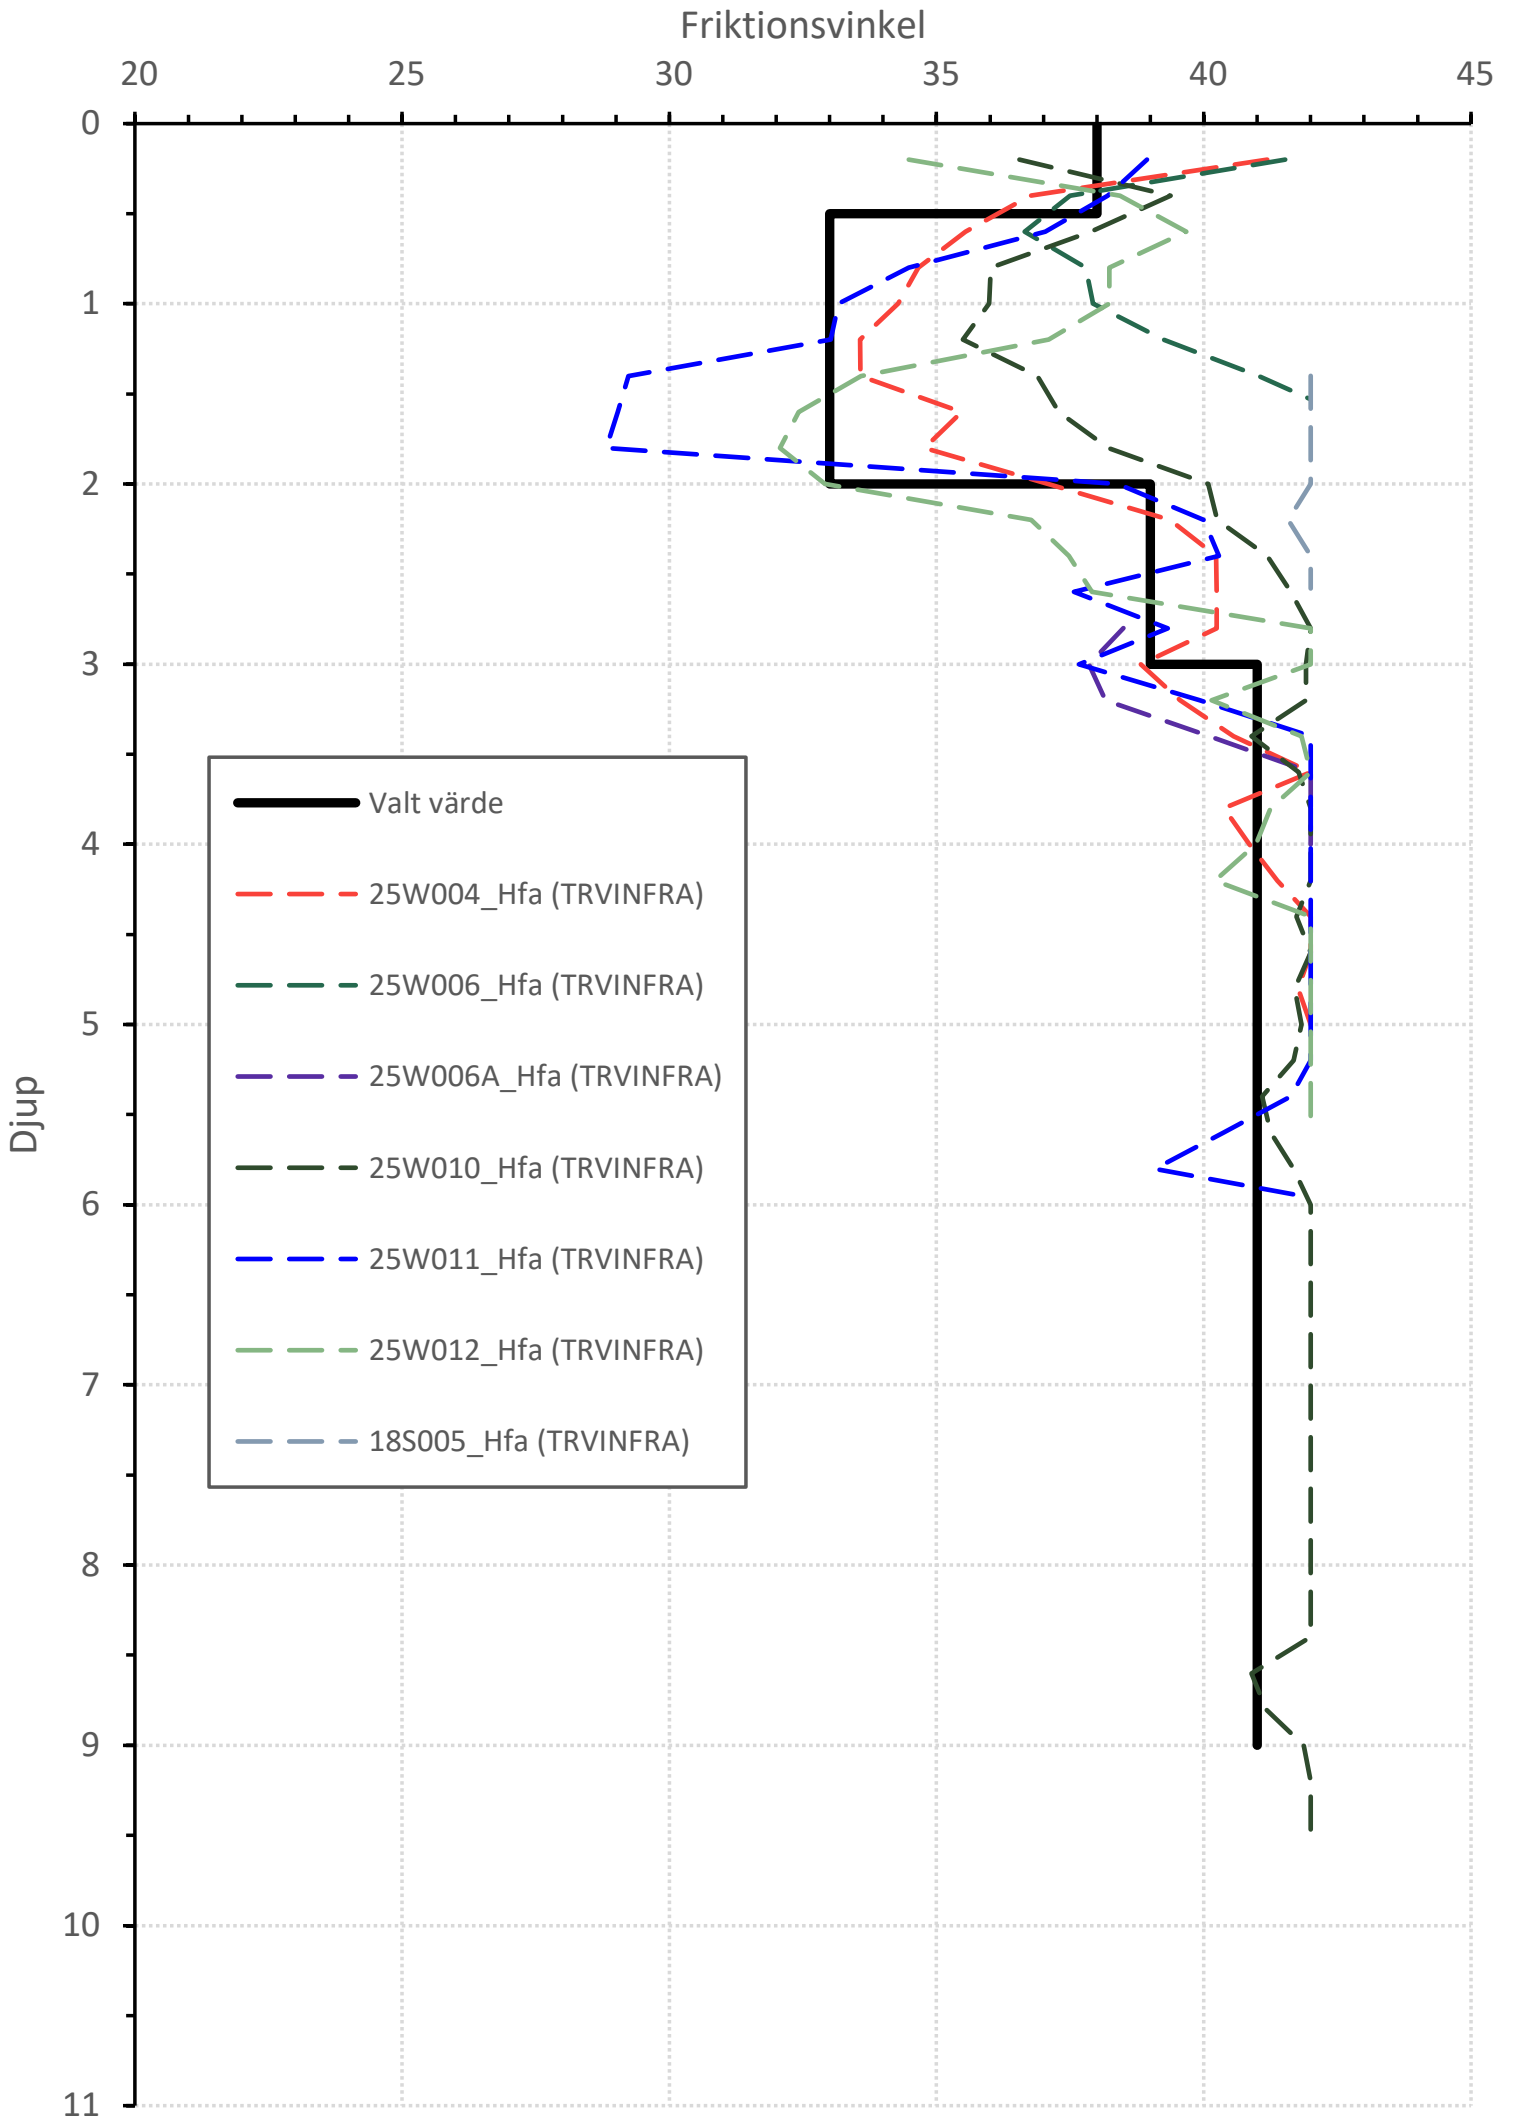 Friktionsvinkel
20 25 30 35 40 45
0
1
2
3
4
5
6
7
8
9
10
11
Djup
Valt värde
25W004_Hfa (TRVINFRA)
25W006_Hfa (TRVINFRA)
25W006A_Hfa (TRVINFRA)
25W010_Hfa (TRVINFRA)
25W011_Hfa (TRVINFRA)
25W012_Hfa (TRVINFRA)
18S005_Hfa (TRVINFRA)